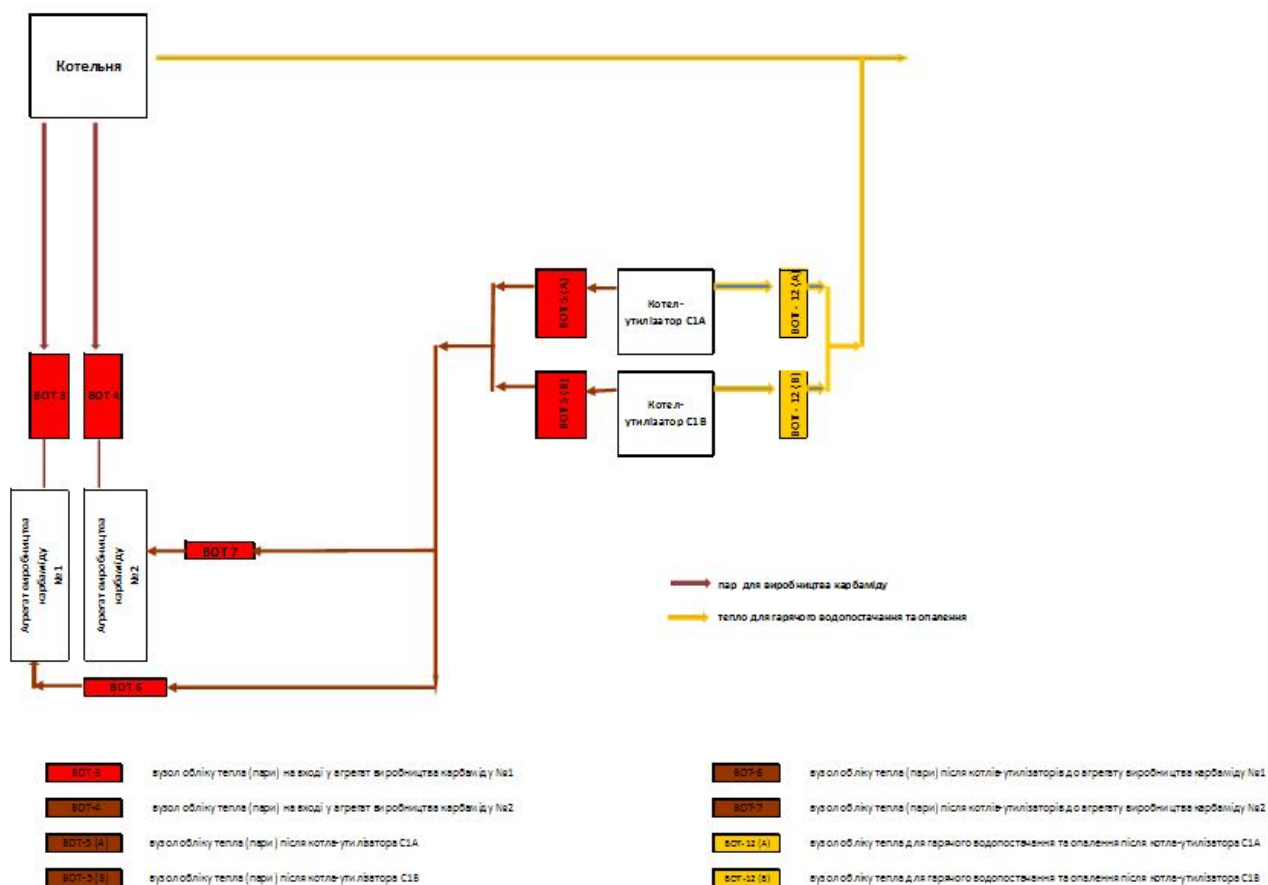 Котельня
ВОТ 5 (А)
Котел-
утилізатор С1А
ВОТ - 12 (А)
ВОТ 3
ВОТ 4
ВОТ 5 (В)
Котел-
утилізатор С1В
ВОТ - 12 (В)
Агрегат виробництва
карбаміду
№1
Агрегат виробництва
карбаміду
№2
ВОТ 7
пар для виробництва карбаміду
тепло для гарячого водопостачання та опалення
ВОТ 6
ВОТ-3 вузол обліку тепла (пари) на вході у агрегат виробництва карбаміду №1
ВОТ-6 вузол обліку тепла (пари) після котлів-утилізаторів до агрегату виробництва карбаміду №1
ВОТ-4 вузол обліку тепла (пари) на вході у агрегат виробництва карбаміду №2
ВОТ-7 вузол обліку тепла (пари) після котлів-утилізаторів до агрегату виробництва карбаміду №2
ВОТ-5 (А) вузол обліку тепла (пари) після котла-утилізатора С1А
ВОТ-12 (А) вузол обліку тепла для гарячого водопостачання та опалення після котла-утилізатора С1А
ВОТ-5 (В) вузол обліку тепла (пари) після котла-утилізатора С1В
ВОТ-12 (Б) вузол обліку тепла для гарячого водопостачання та опалення після котла-утилізатора С1В